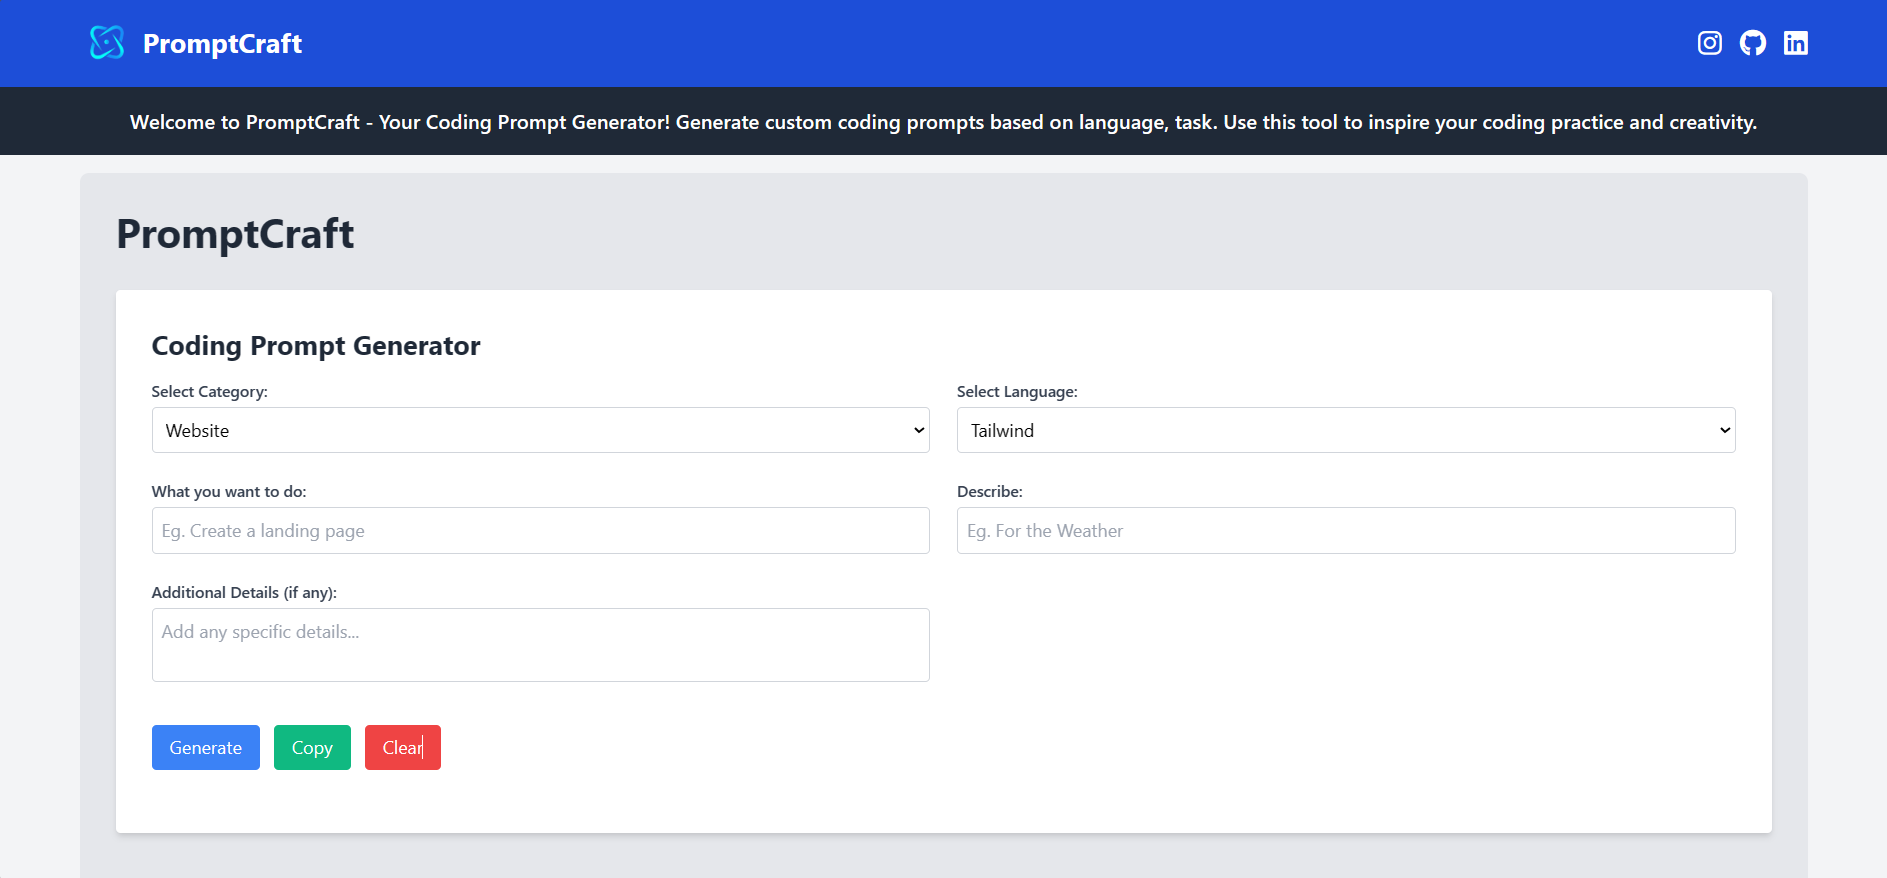 PromptCraft
Welcome to PromptCraft - Your Coding Prompt Generator! Generate custom coding prompts based on language, task. Use this tool to inspire your coding practice and creativity.
PromptCraft
Coding Prompt Generator
Select Category:
Select Language:
Website
Tailwind
What you want to do:
Describe:
Eg. Create a landing page
Eg. For the Weather
Additional Details (if any):
Add any specific details...
Generate
Copy
Clear